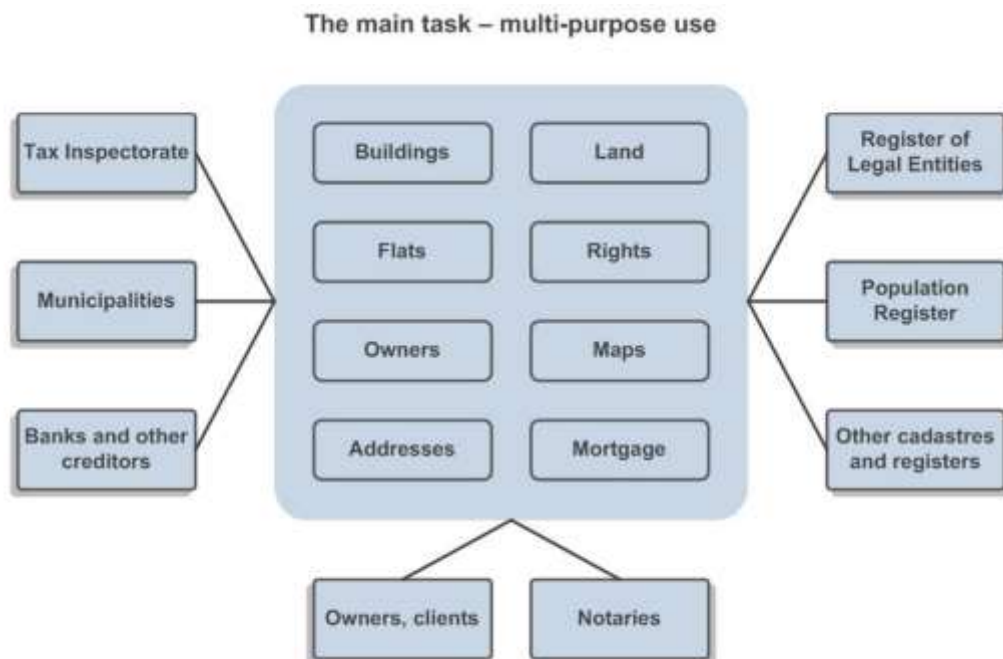 The main task – multi-purpose use
Tax Inspectorate
Municipalities
Banks and other
creditors
Buildings
Land
Flats
Rights
Owners
Maps
Addresses
Mortgage
Register of
Legal Entities
Population
Register
Other cadastres
and registers
Owners, clients
Notaries